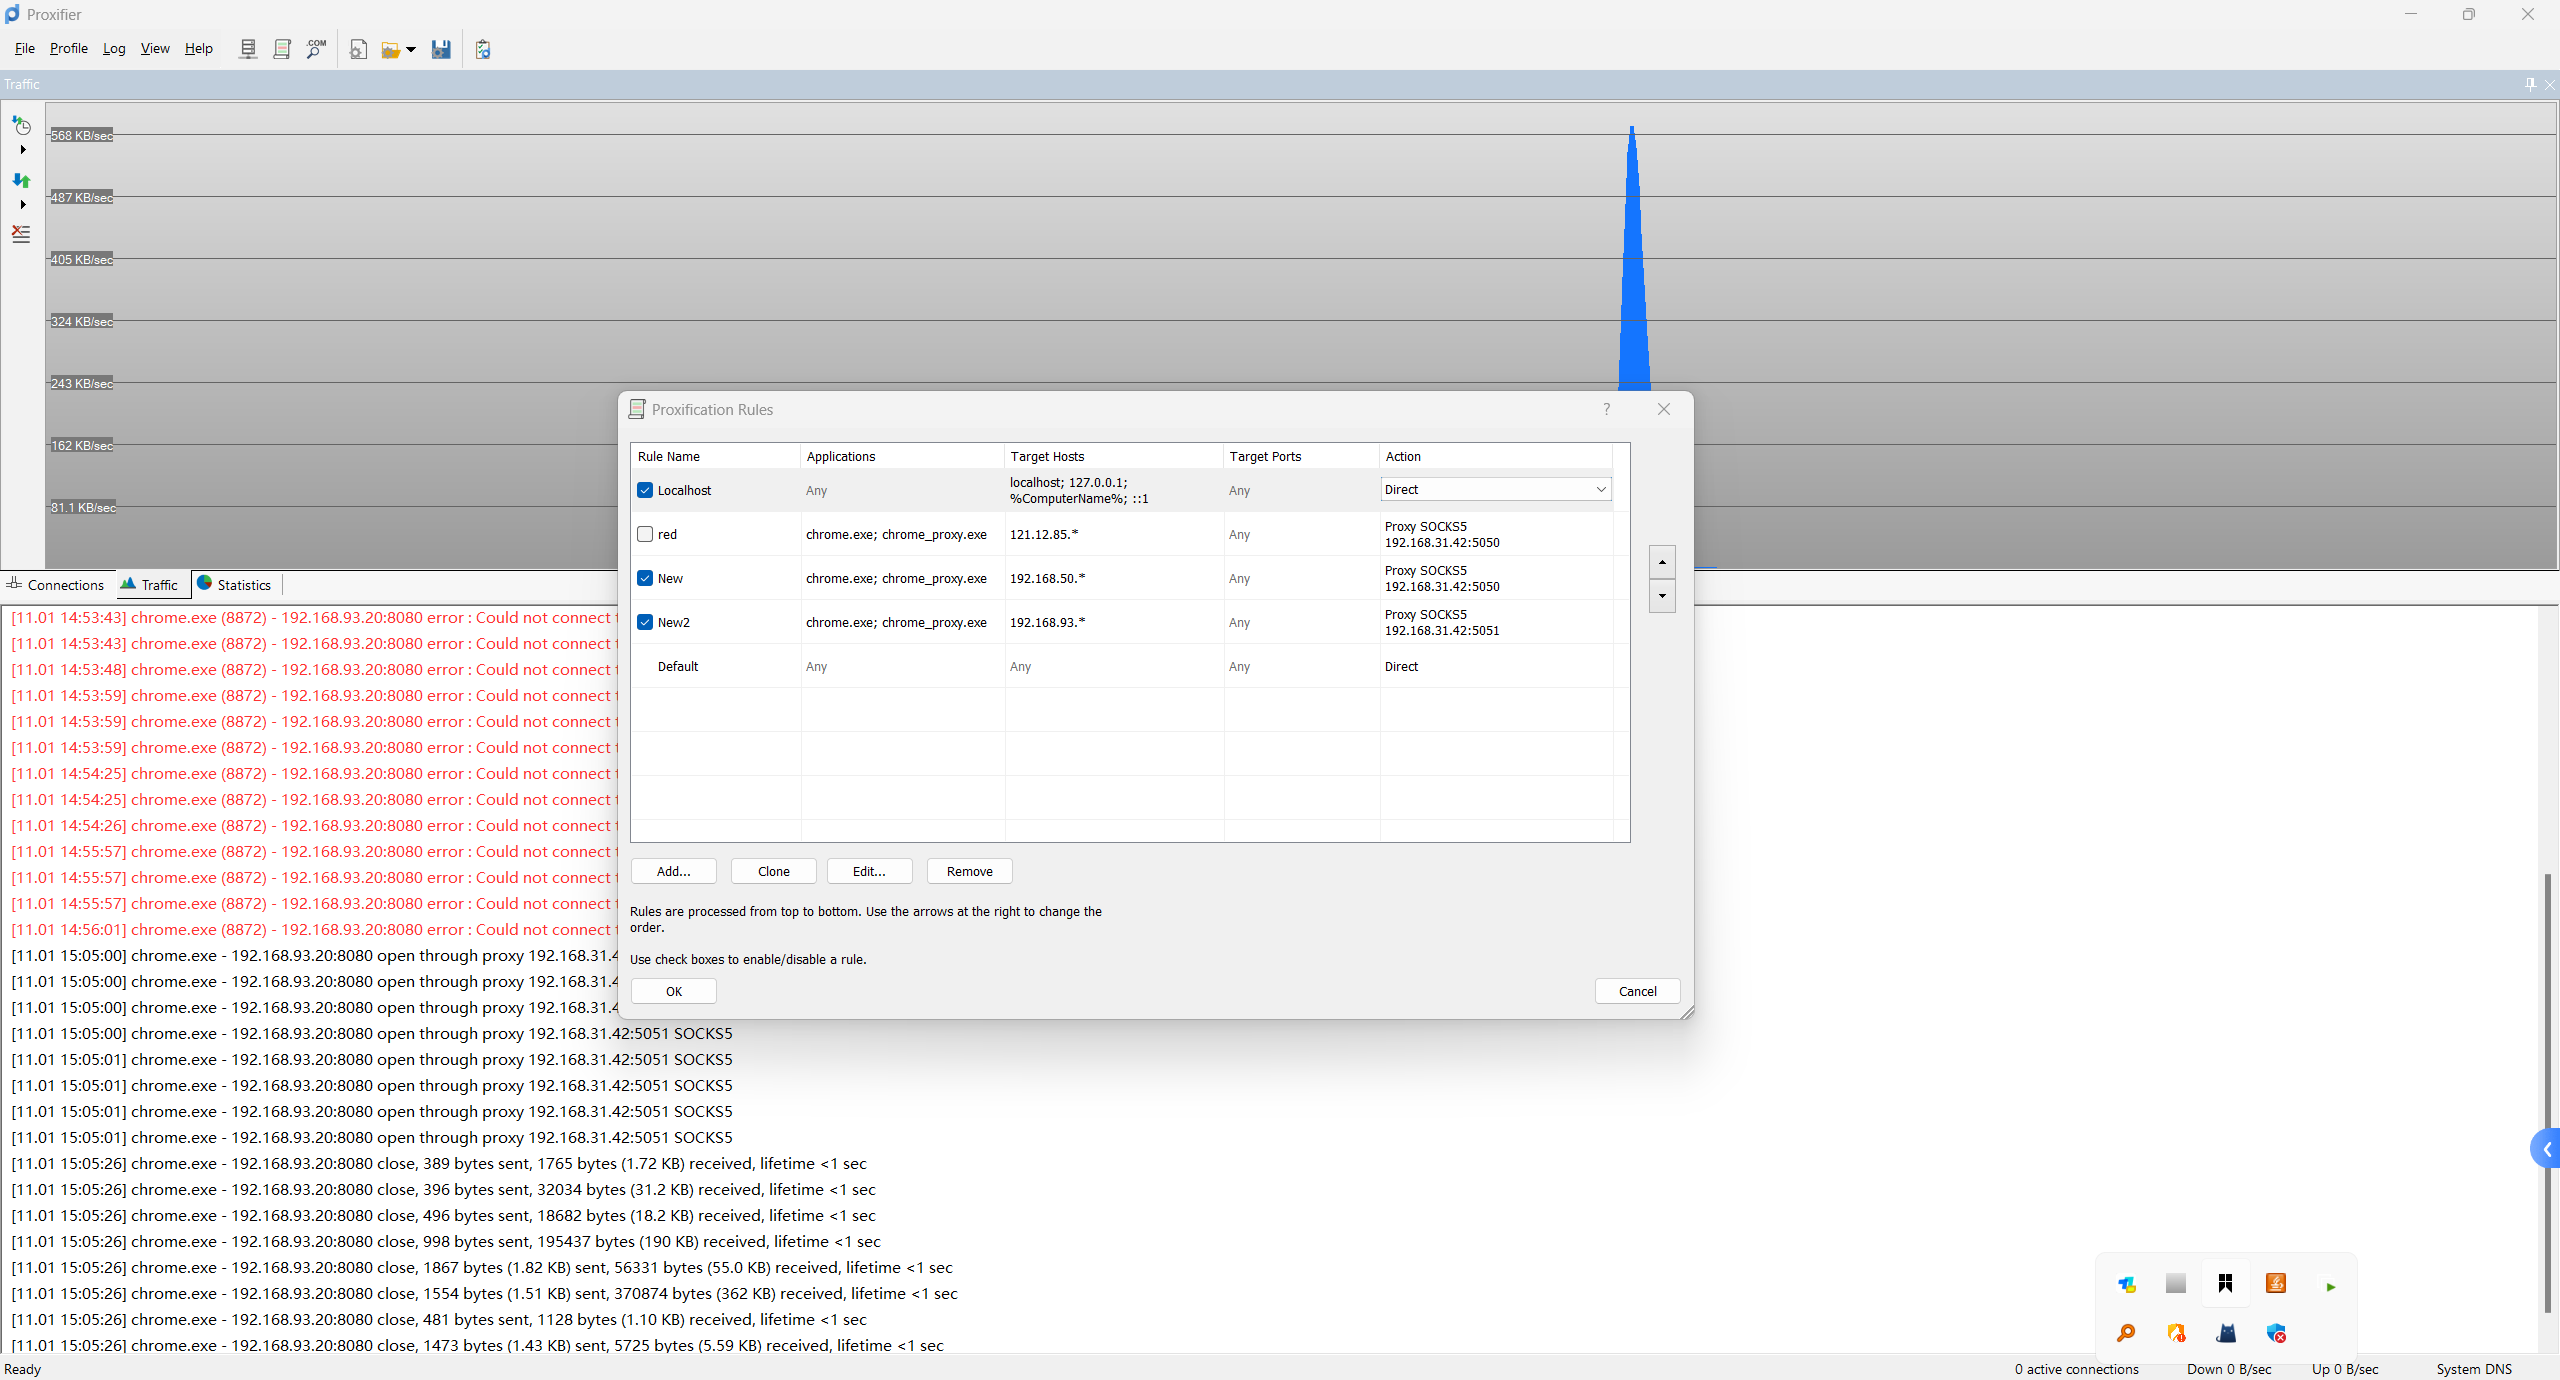 Proxifier
File Profile Log View Help
.COM
Traffic
568 KB/sec
487 KB/sec
405 KB/sec
324 KB/sec
243 KB/sec
162 KB/sec
81.1 KB/sec
Connections Traffic Statistics
[11.01 14:53:43] chrome.exe (8872) - 192.168.93.20:8080 error : Could not connect
[11.01 14:53:43] chrome.exe (8872) - 192.168.93.20:8080 error : Could not connect
[11.01 14:53:48] chrome.exe (8872) - 192.168.93.20:8080 error : Could not connect
[11.01 14:53:59] chrome.exe (8872) - 192.168.93.20:8080 error : Could not connect
[11.01 14:53:59] chrome.exe (8872) - 192.168.93.20:8080 error : Could not connect
[11.01 14:53:59] chrome.exe (8872) - 192.168.93.20:8080 error : Could not connect
[11.01 14:54:25] chrome.exe (8872) - 192.168.93.20:8080 error : Could not connect
[11.01 14:54:25] chrome.exe (8872) - 192.168.93.20:8080 error : Could not connect
[11.01 14:54:26] chrome.exe (8872) - 192.168.93.20:8080 error : Could not connect
[11.01 14:55:57] chrome.exe (8872) - 192.168.93.20:8080 error : Could not connect
[11.01 14:55:57] chrome.exe (8872) - 192.168.93.20:8080 error : Could not connect
[11.01 14:55:57] chrome.exe (8872) - 192.168.93.20:8080 error : Could not connect
[11.01 14:56:01] chrome.exe (8872) - 192.168.93.20:8080 error : Could not connect
[11.01 15:05:00] chrome.exe - 192.168.93.20:8080 open through proxy 192.168.31.4
[11.01 15:05:00] chrome.exe - 192.168.93.20:8080 open through proxy 192.168.31.4
[11.01 15:05:00] chrome.exe - 192.168.93.20:8080 open through proxy 192.168.31.4
[11.01 15:05:00] chrome.exe - 192.168.93.20:8080 open through proxy 192.168.31.42:5051 SOCKS5
[11.01 15:05:01] chrome.exe - 192.168.93.20:8080 open through proxy 192.168.31.42:5051 SOCKS5
[11.01 15:05:01] chrome.exe - 192.168.93.20:8080 open through proxy 192.168.31.42:5051 SOCKS5
[11.01 15:05:01] chrome.exe - 192.168.93.20:8080 open through proxy 192.168.31.42:5051 SOCKS5
[11.01 15:05:01] chrome.exe - 192.168.93.20:8080 open through proxy 192.168.31.42:5051 SOCKS5
[11.01 15:05:26] chrome.exe - 192.168.93.20:8080 close, 389 bytes sent, 1765 bytes (1.72 KB) received, lifetime <1 sec
[11.01 15:05:26] chrome.exe - 192.168.93.20:8080 close, 396 bytes sent, 32034 bytes (31.2 KB) received, lifetime <1 sec
[11.01 15:05:26] chrome.exe - 192.168.93.20:8080 close, 496 bytes sent, 18682 bytes (18.2 KB) received, lifetime <1 sec
[11.01 15:05:26] chrome.exe - 192.168.93.20:8080 close, 998 bytes sent, 195437 bytes (190 KB) received, lifetime <1 sec
[11.01 15:05:26] chrome.exe - 192.168.93.20:8080 close, 1867 bytes (1.82 KB) sent, 56331 bytes (55.0 KB) received, lifetime <1 sec
[11.01 15:05:26] chrome.exe - 192.168.93.20:8080 close, 1554 bytes (1.51 KB) sent, 370874 bytes (362 KB) received, lifetime <1 sec
[11.01 15:05:26] chrome.exe - 192.168.93.20:8080 close, 481 bytes sent, 1128 bytes (1.10 KB) received, lifetime <1 sec
[11.01 15:05:26] chrome.exe - 192.168.93.20:8080 close, 1473 bytes (1.43 KB) sent, 5725 bytes (5.59 KB) received, lifetime <1 sec
Proxification Rules ?
Rule Name Applications Target Hosts Target Ports Action
Localhost Any localhost; 127.0.0.1; Any Direct
%ComputerName%; ::1
red chrome.exe; chrome_proxy.exe 121.12.85.* Any Proxy SOCKS5
192.168.31.42:5050
New chrome.exe; chrome_proxy.exe 192.168.50.* Any Proxy SOCKS5
192.168.31.42:5050
New2 chrome.exe; chrome_proxy.exe 192.168.93.* Any Proxy SOCKS5
192.168.31.42:5051
Default Any Any Any Direct
Add... Clone Edit... Remove
Rules are processed from top to bottom. Use the arrows at the right to change the
order.
Use check boxes to enable/disable a rule.
OK Cancel
Ready 0 active connections Down 0 B/sec Up 0 B/sec System DNS